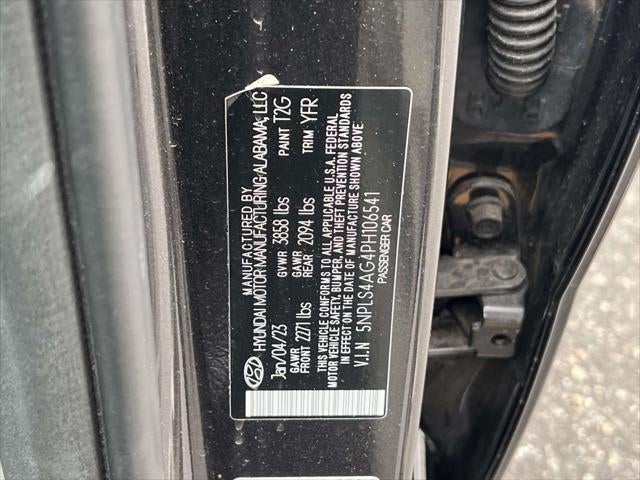 MANUFACTURED BY
HYUNDAI MOTOR MANUFACTURING ALABAMA, LLC
Jan/04/23 GVWR 3858 lbs PAINT T2G
GAWR FRONT 2271 lbs GAWR REAR 2094 lbs TRIM YFR
THIS VEHICLE CONFORMS TO ALL APPLICABLE U.S.A. FEDERAL
MOTOR VEHICLE SAFETY, BUMPER, AND THEFT PREVENTION STANDARDS
IN EFFECT ON THE DATE OF MANUFACTURE SHOWN ABOVE
V.I.N 5NPLS4AG4PH106541
PASSENGER CAR